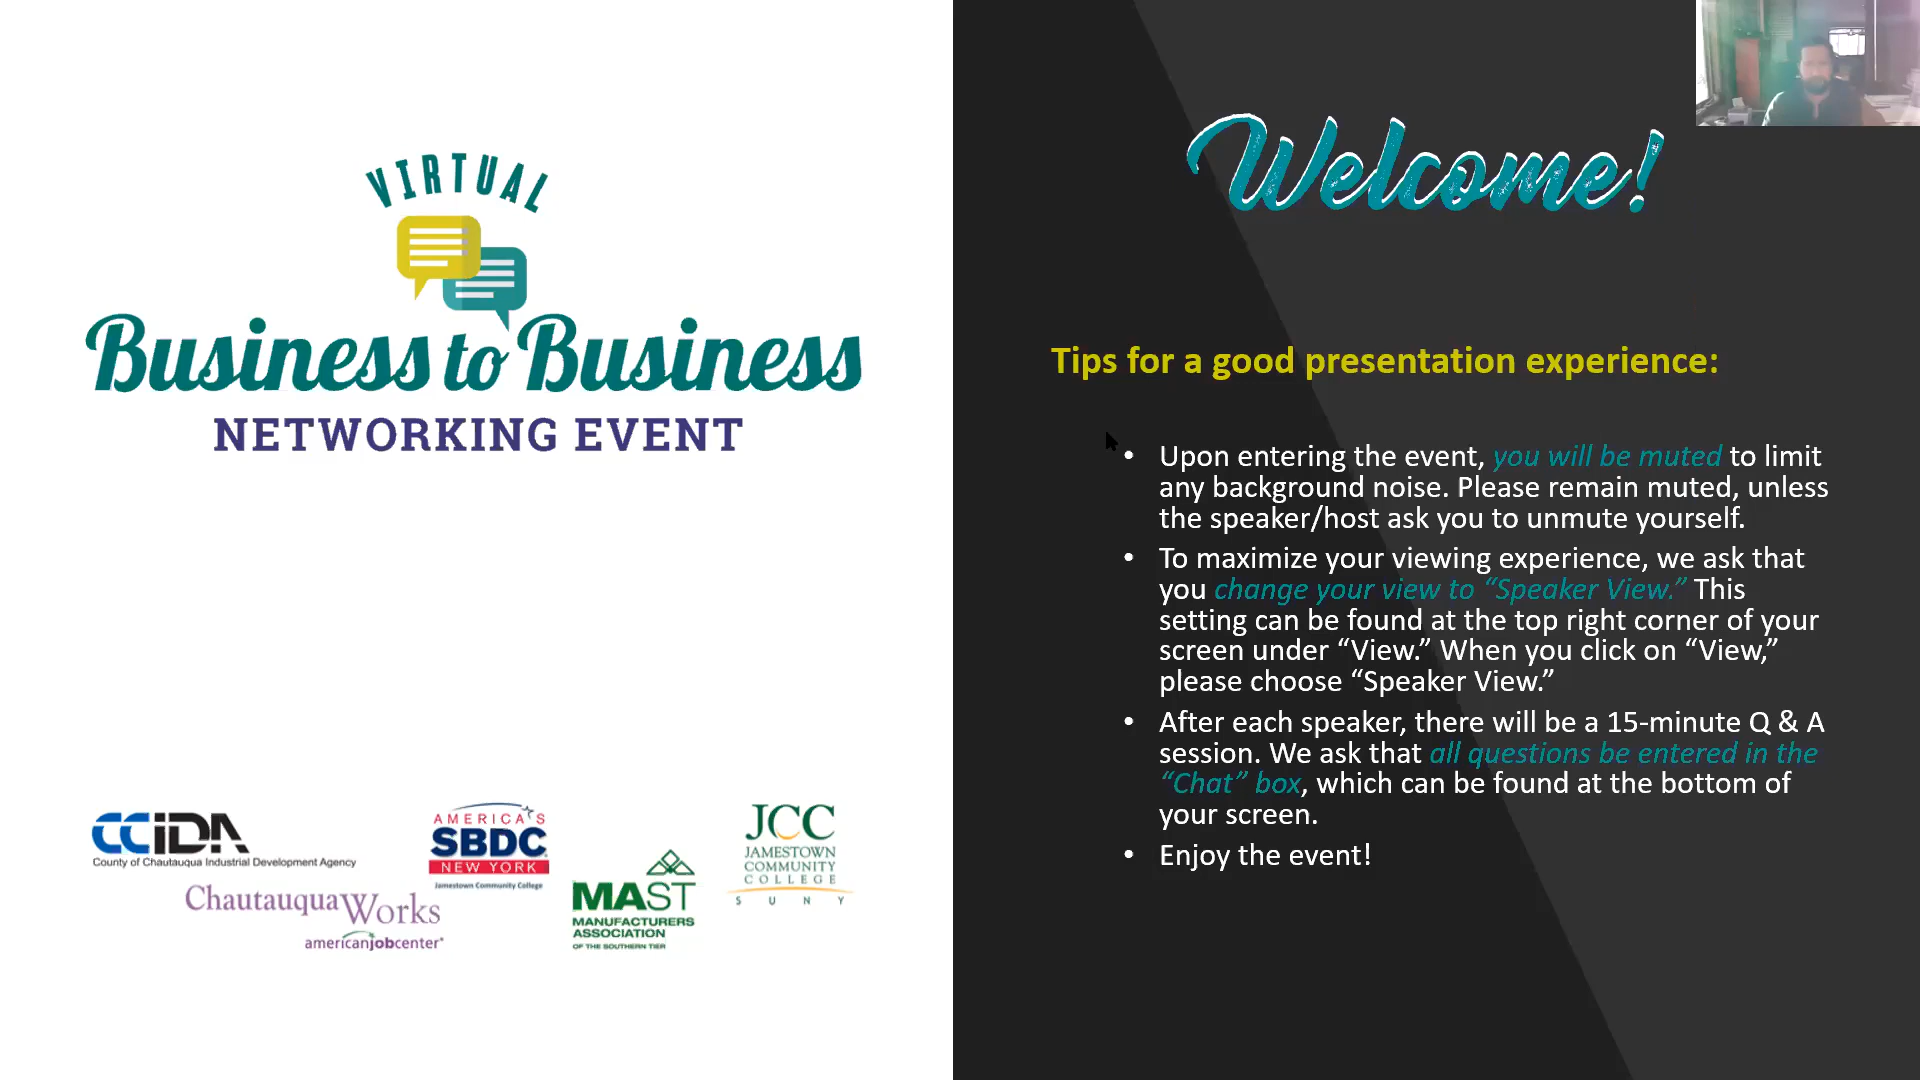 VIRTUAL
Business to Business
NETWORKING EVENT
CCiDA
County of Chautauqua Industrial Development Agency
ChautauquaWorks
americanjobcenter
AMERICA'S
SBDC
NEW YORK
Jamestown Community College
MAST
MANUFACTURERS
ASSOCIATION
OF THE SOUTHERN TIER
JCC
JAMESTOWN
COMMUNITY
COLLEGE
SUNY
Welcome!
Tips for a good presentation experience:
• Upon entering the event, you will be muted to limit
any background noise. Please remain muted, unless
the speaker/host ask you to unmute yourself.
• To maximize your viewing experience, we ask that
you change your view to “Speaker View.” This
setting can be found at the top right corner of your
screen under “View.” When you click on “View,”
please choose “Speaker View.”
• After each speaker, there will be a 15-minute Q & A
session. We ask that all questions be entered in the
“Chat” box, which can be found at the bottom of
your screen.
• Enjoy the event!